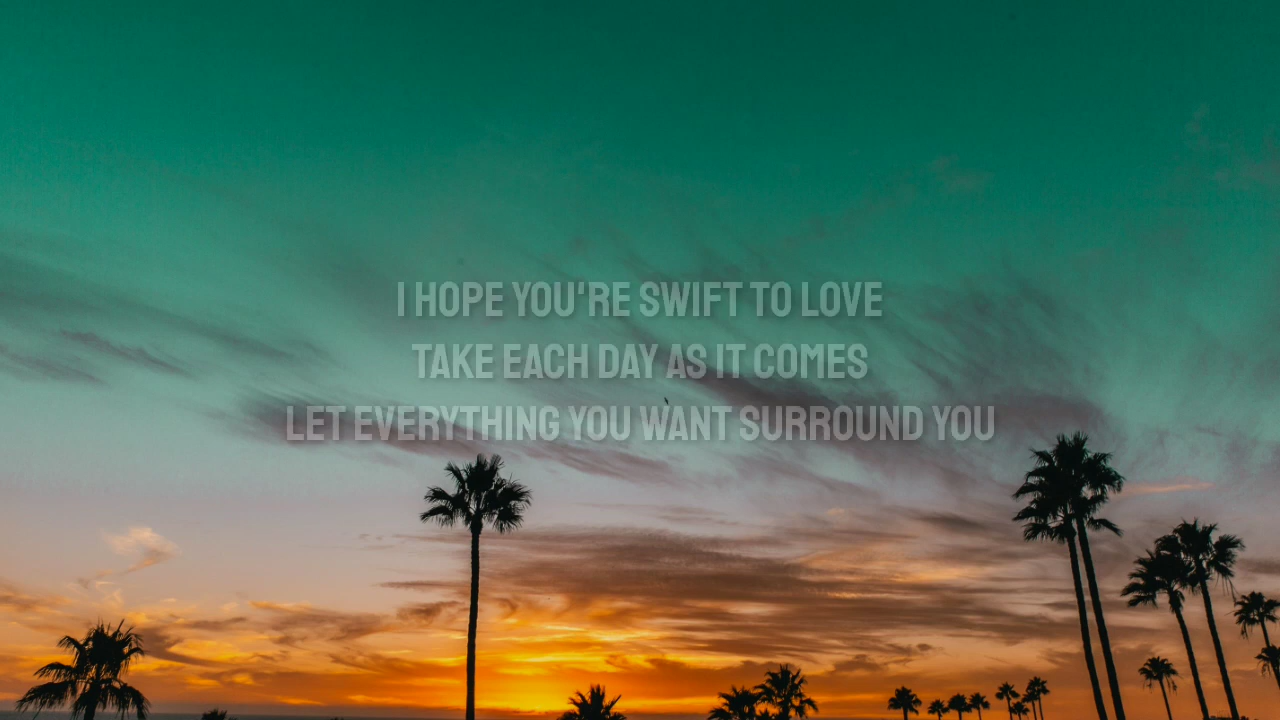 I HOPE YOU'RE SWIFT TO LOVE
TAKE EACH DAY AS IT COMES
LET EVERYTHING YOU WANT SURROUND YOU